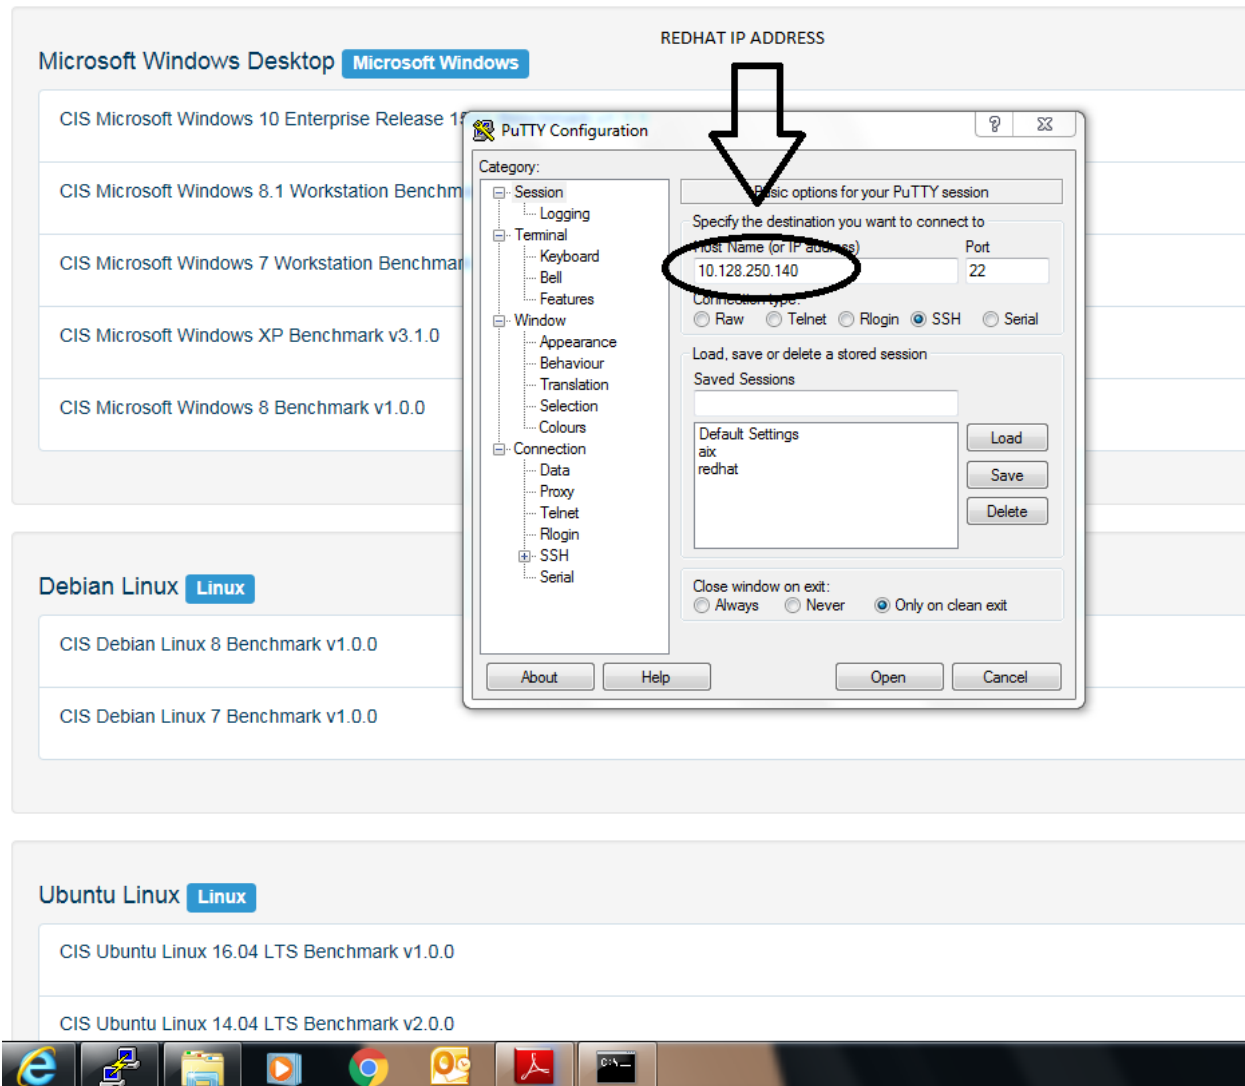 REDHAT IP ADDRESS
Microsoft Windows Desktop Microsoft Windows
CIS Microsoft Windows 10 Enterprise Release
CIS Microsoft Windows 8.1 Workstation
CIS Microsoft Windows 7 Workstation
CIS Microsoft Windows XP Benchmark v3.1.0
CIS Microsoft Windows 8 Benchmark v1.0.0
PuTTY Configuration
Category:
Session
Logging
Terminal
Keyboard
Bell
Features
Window
Appearance
Behaviour
Translation
Selection
Colours
Connection
Data
Proxy
Telnet
Rlogin
SSH
Serial
Basic options for your PuTTY session
Specify the destination you want to connect to
Host Name (or IP address) Port
10.128.250.140 22
Connection type:
Raw Telnet Rlogin SSH Serial
Load, save or delete a stored session
Saved Sessions
Default Settings
aix
redhat
Load
Save
Delete
Close window on exit:
Always Never Only on clean exit
About Help Open Cancel
Debian Linux Linux
CIS Debian Linux 8 Benchmark v1.0.0
CIS Debian Linux 7 Benchmark v1.0.0
Ubuntu Linux Linux
CIS Ubuntu Linux 16.04 LTS Benchmark v1.0.0
CIS Ubuntu Linux 14.04 LTS Benchmark v2.0.0
C:\_